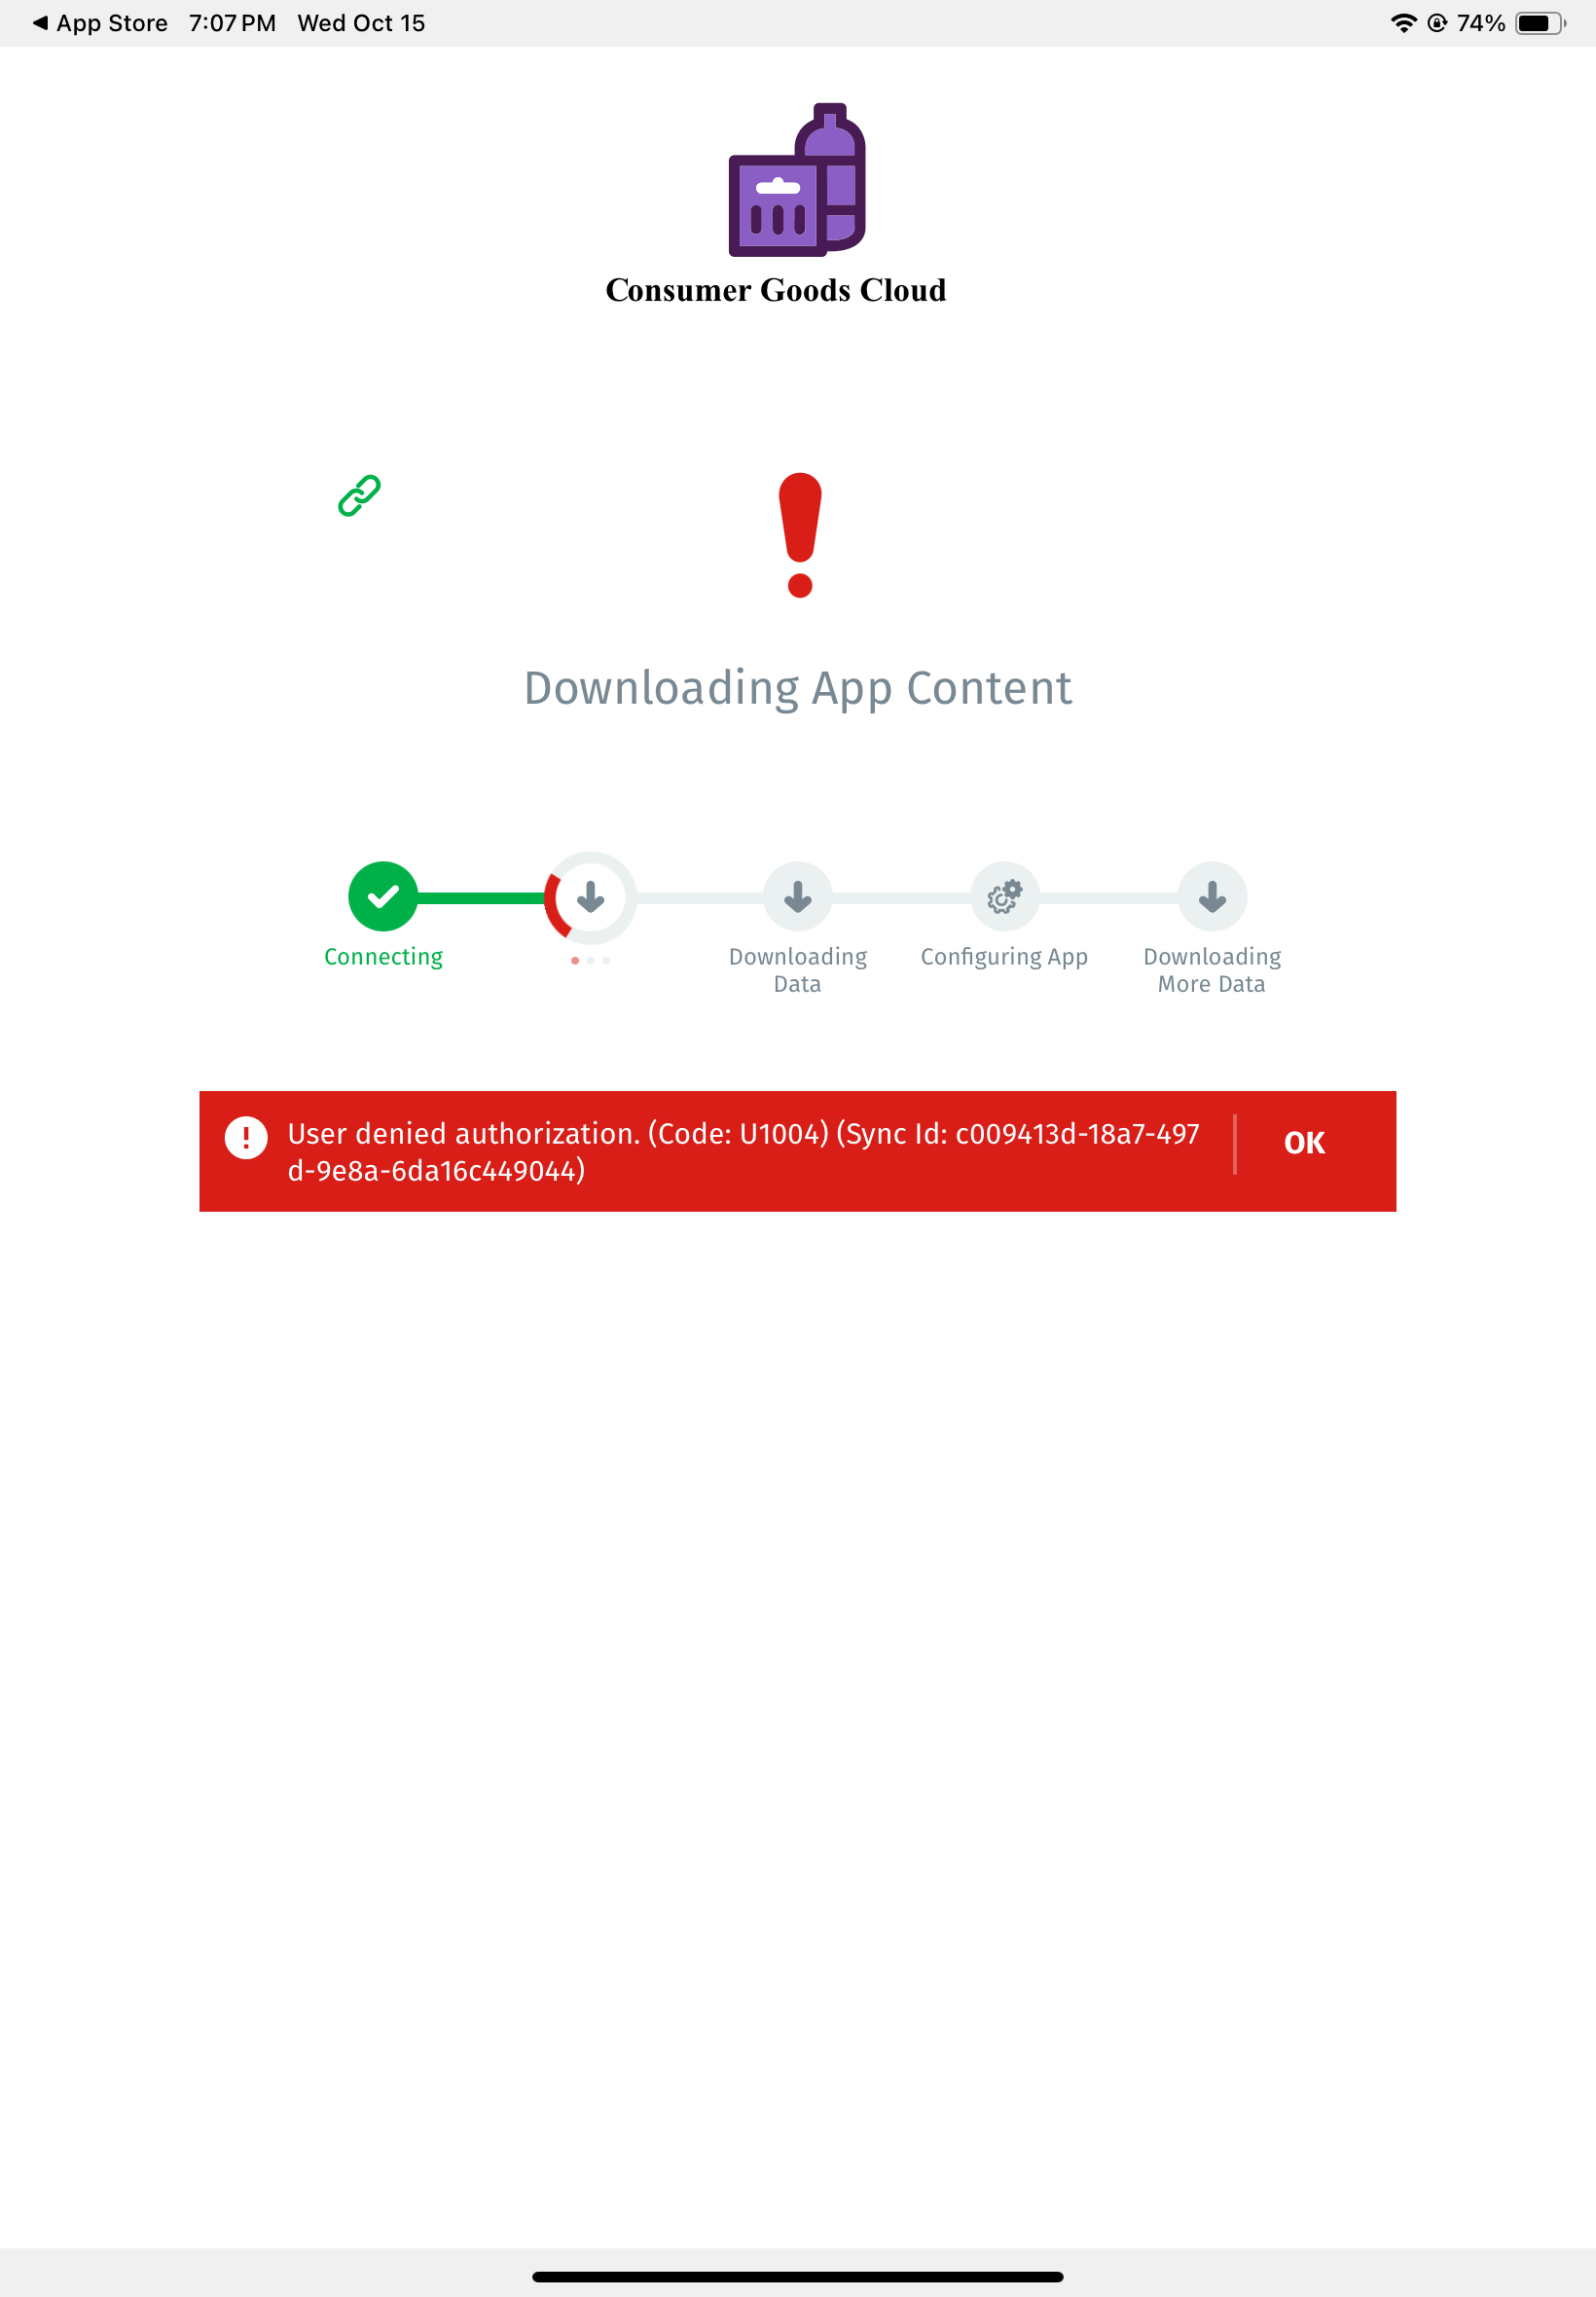 App Store 7:07 PM Wed Oct 15 74%
Consumer Goods Cloud
Downloading App Content
Connecting
Downloading
Data
Configuring App
Downloading
More Data
User denied authorization. (Code: U1004) (Sync Id: c009413d-18a7-497
d-9e8a-6da16c449044)
OK